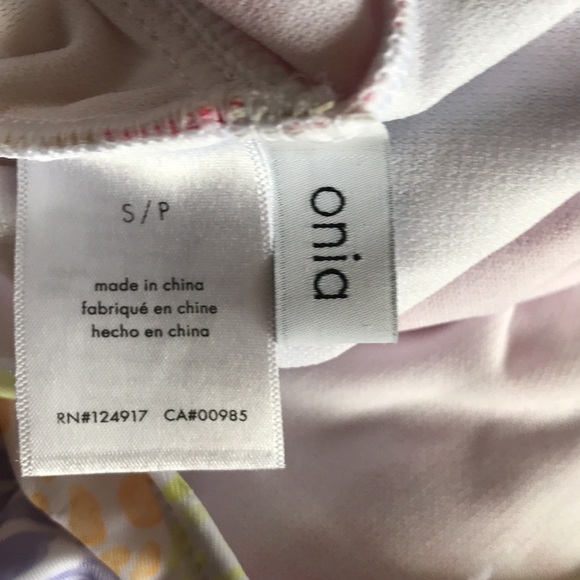 S/P
made in china
fabriqué en chine
hecho en china
RN#124917 CA#00985
onia